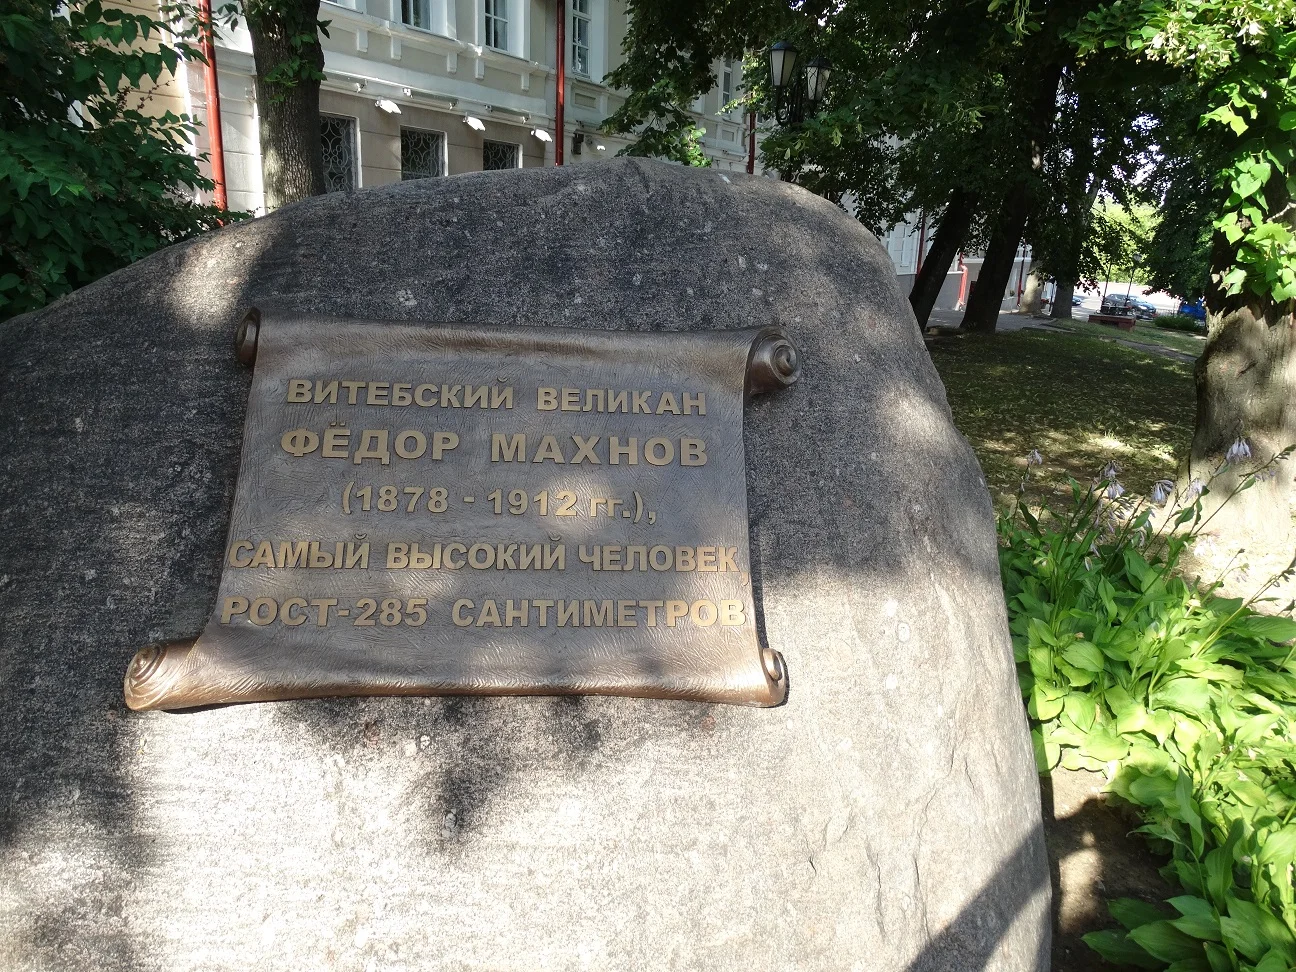 ВИТЕБСКИЙ ВЕЛИКАН
ФЁДОР МАХНОВ
(1878 - 1912 гг.),
САМЫЙ ВЫСОКИЙ ЧЕЛОВЕК,
РОСТ-285 САНТИМЕТРОВ